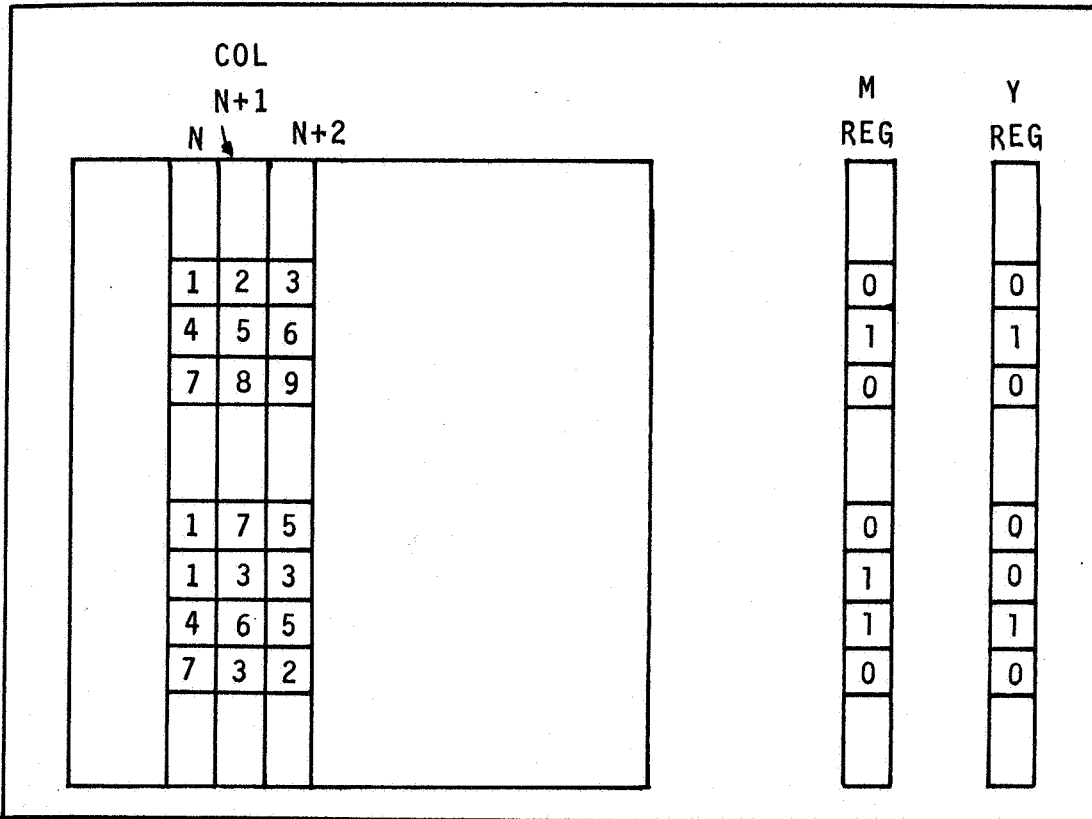 COL
N+1
N N+2
M Y
REG REG
1 2 3 0 0
4 5 6 1 1
7 8 9 0 0
1 7 5 0 0
1 3 3 1 0
4 6 5 1 1
7 3 2 0 0